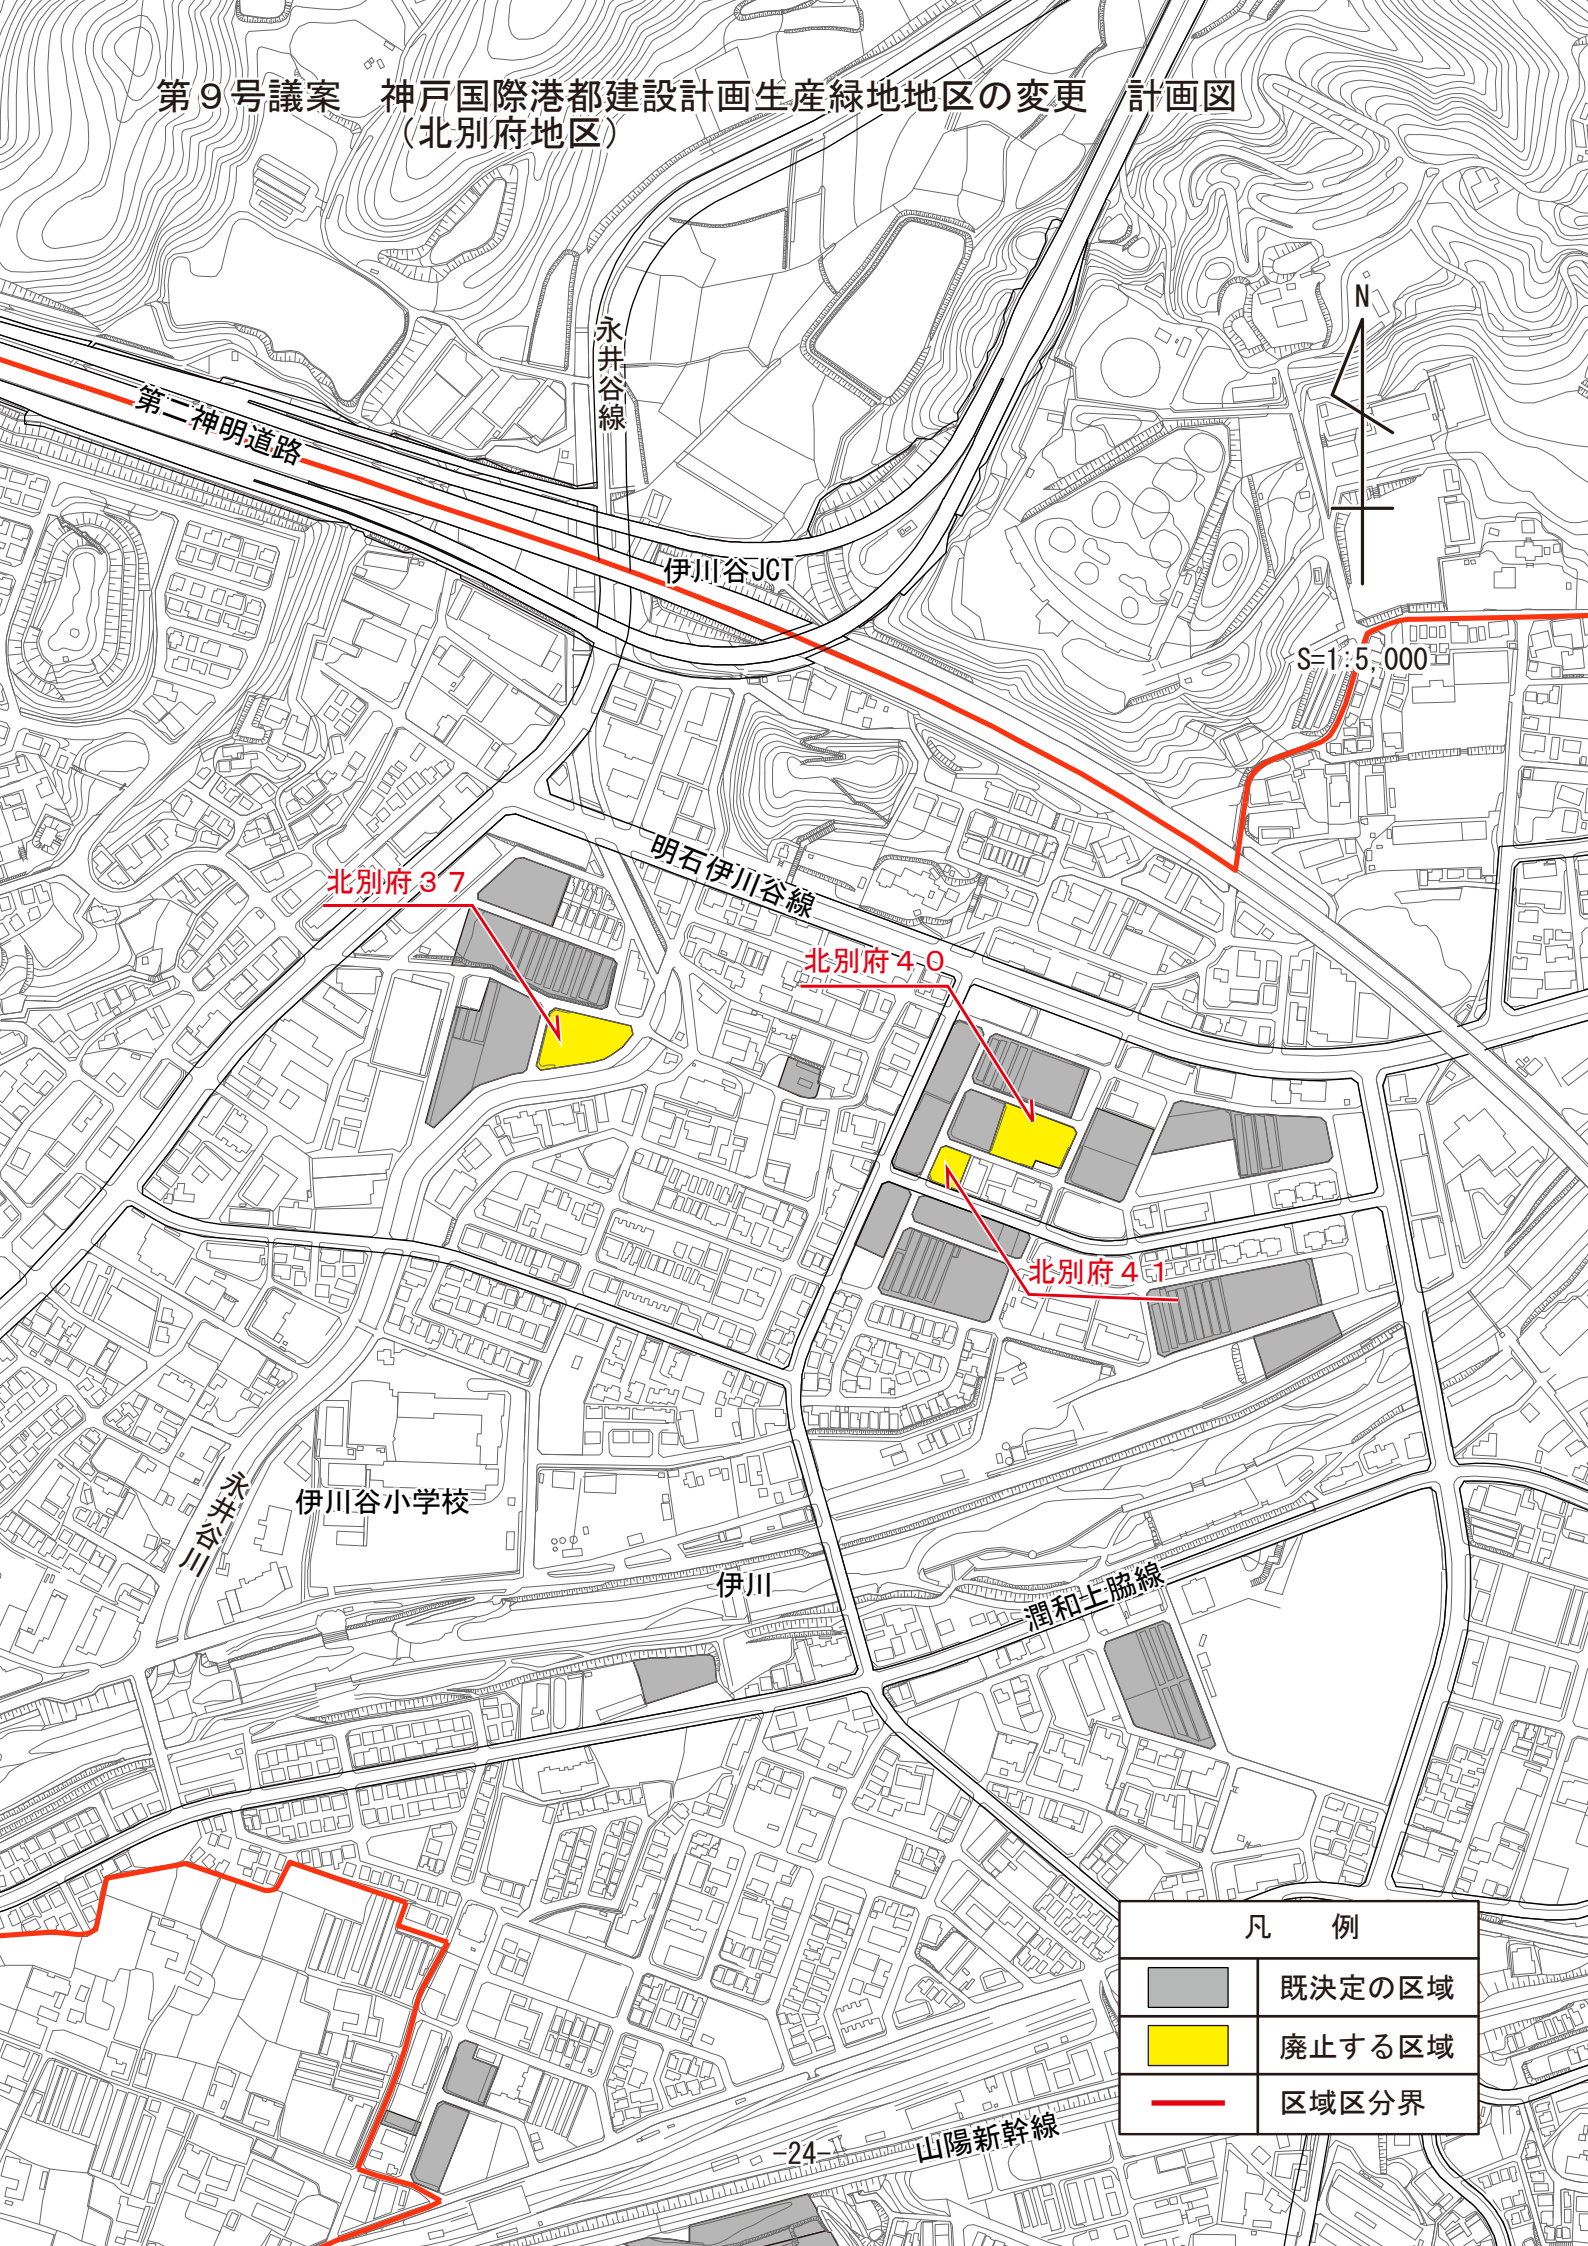 第９号議案　神戸国際港都建設計画生産緑地地区の変更　計画図
（北別府地区）
永井谷線
N
第二神明道路
伊川谷JCT
S=1:5,000
明石伊川谷線
北別府３７
北別府４０
北別府４１
永井谷川
伊川谷小学校
伊川
潤和上脇線
凡　例
既決定の区域
廃止する区域
区域区分界
山陽新幹線
-24-